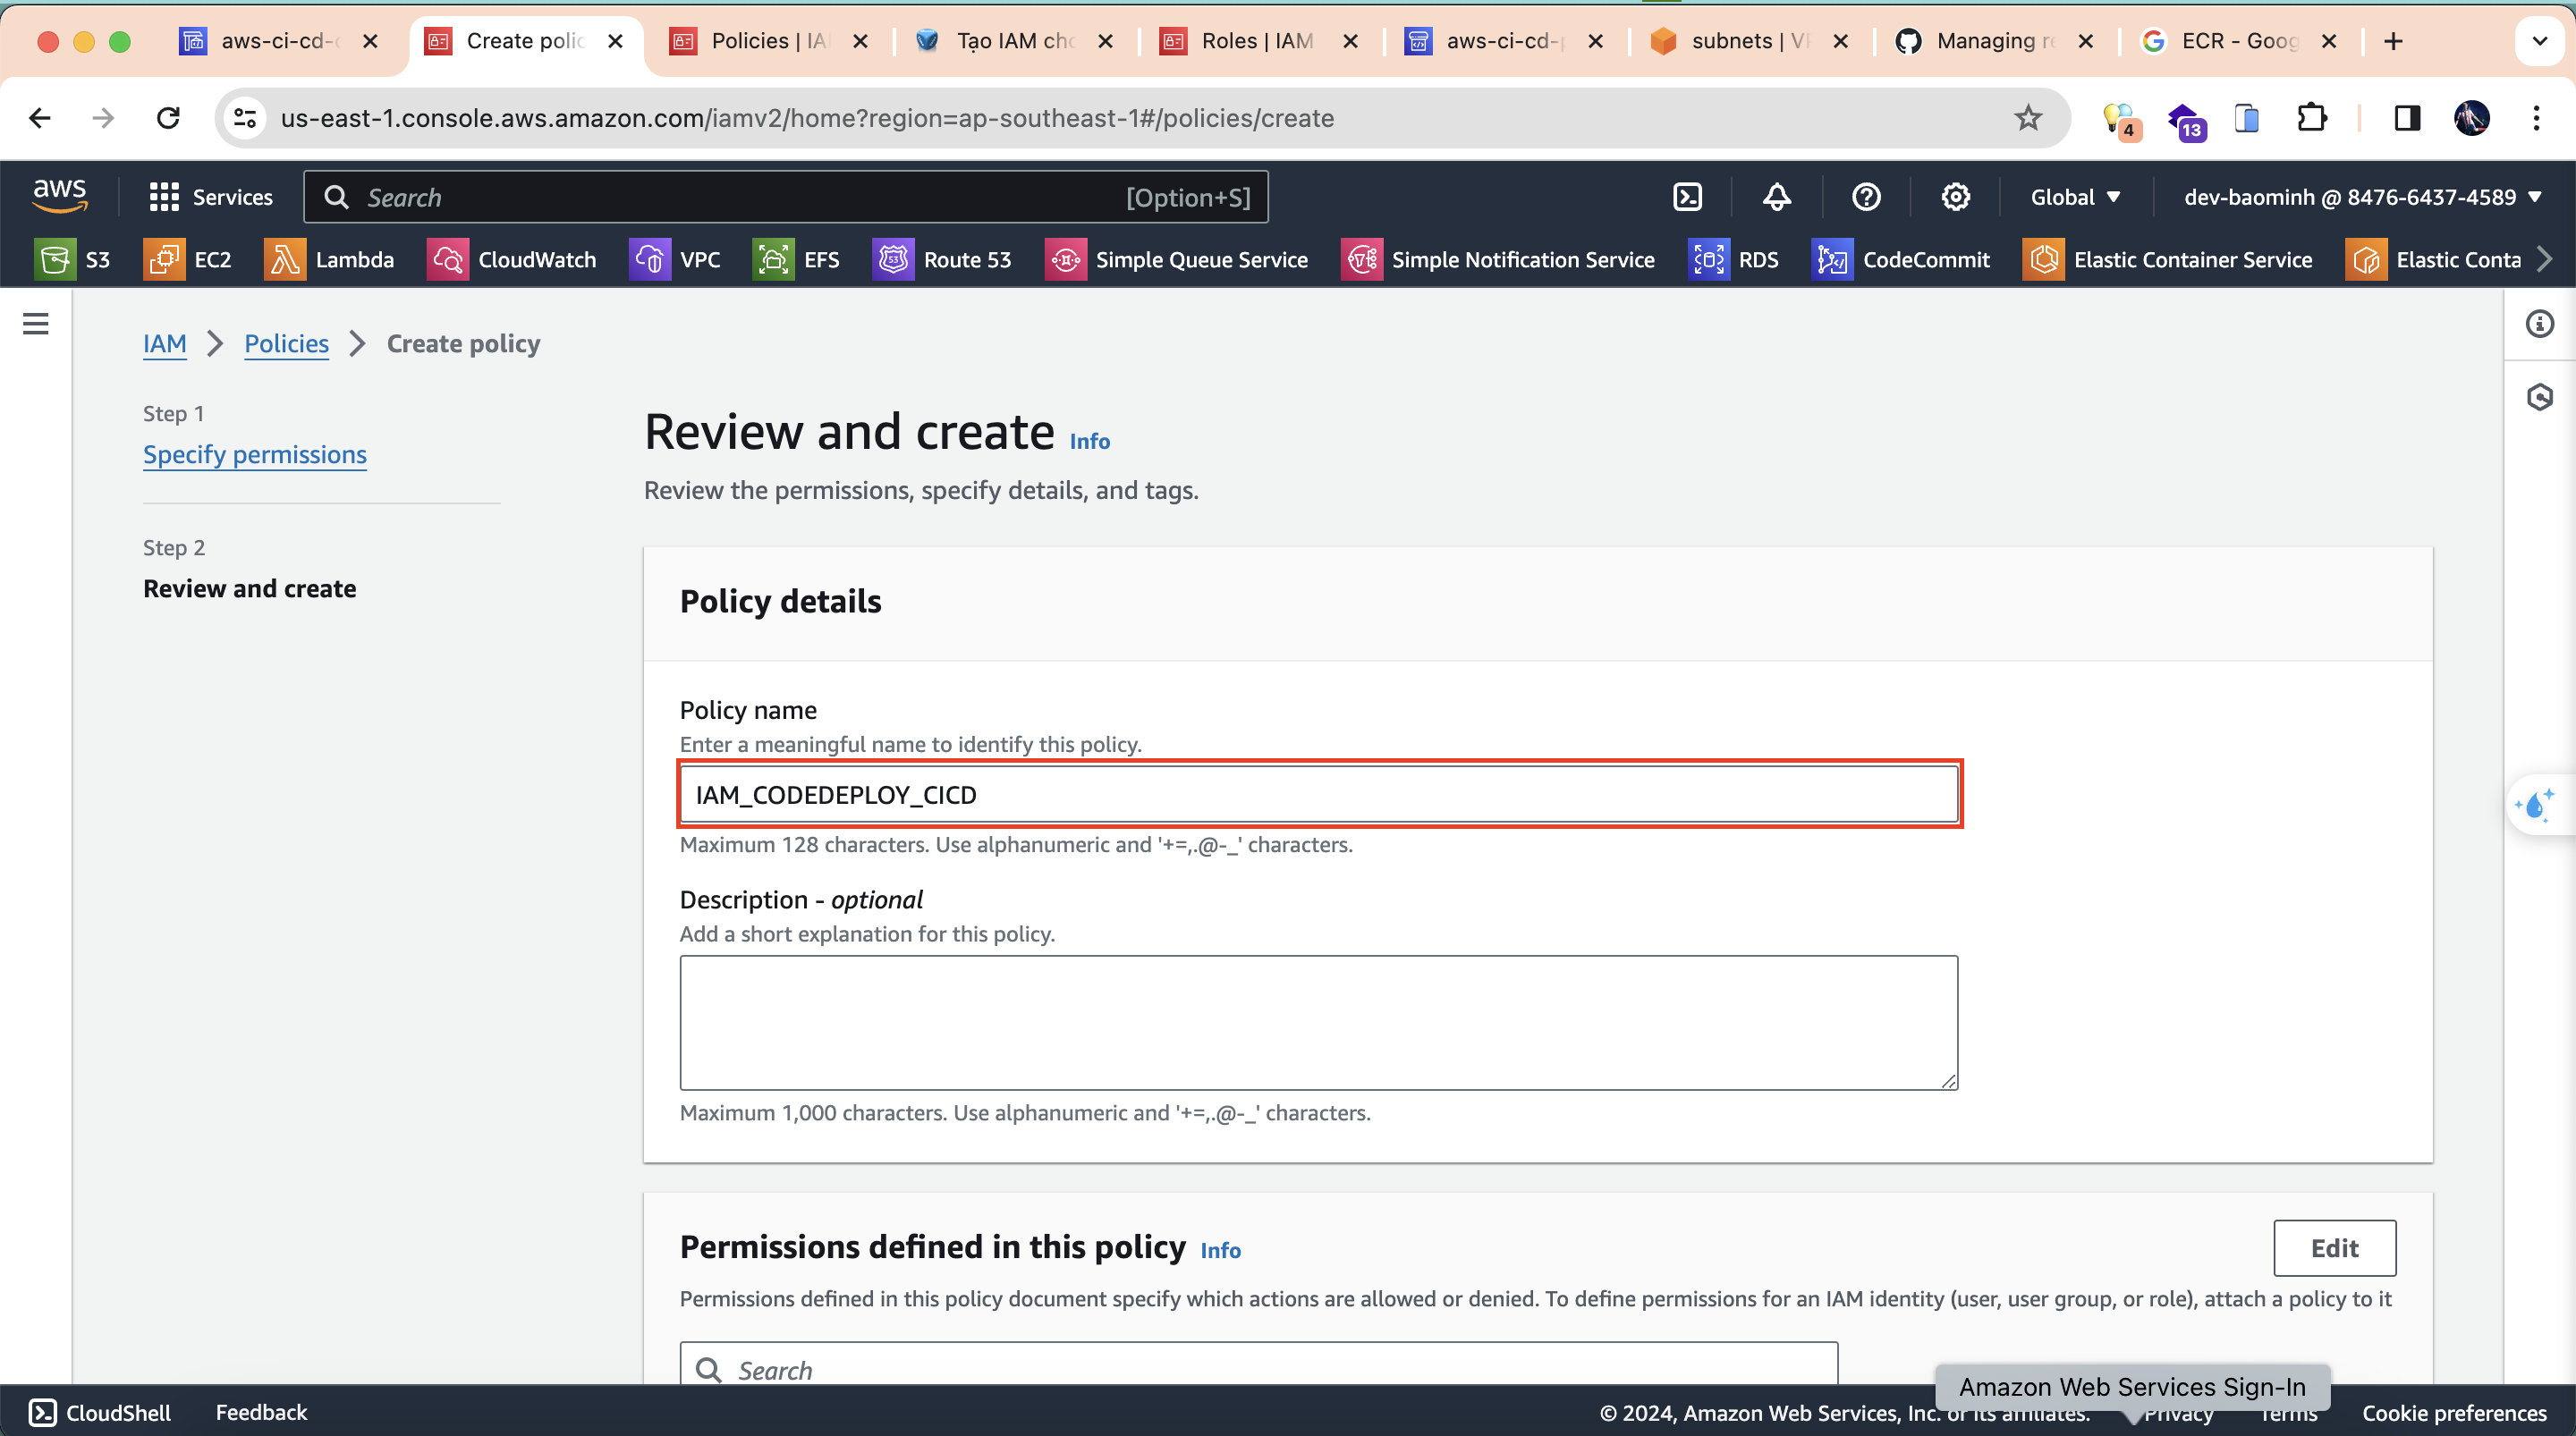 aws-ci-cd-
Create polic
Policies | IA
Tạo IAM ch
Roles | IAM
aws-ci-cd-
subnets | V
Managing r
ECR - Goog
us-east-1.console.aws.amazon.com/iamv2/home?region=ap-southeast-1#/policies/create
4
13
aws
Services
Search
[Option+S]
Global
dev-baominh @ 8476-6437-4589
S3
EC2
Lambda
CloudWatch
VPC
EFS
Route 53
Simple Queue Service
Simple Notification Service
RDS
CodeCommit
Elastic Container Service
Elastic Conta
IAM
Policies
Create policy
Step 1
Specify permissions
Step 2
Review and create
Review and create Info
Review the permissions, specify details, and tags.
Policy details
Policy name
Enter a meaningful name to identify this policy.
IAM_CODEDEPLOY_CICD
Maximum 128 characters. Use alphanumeric and '+=,.@-_' characters.
Description - optional
Add a short explanation for this policy.
Maximum 1,000 characters. Use alphanumeric and '+=,.@-_' characters.
Permissions defined in this policy Info
Edit
Permissions defined in this policy document specify which actions are allowed or denied. To define permissions for an IAM identity (user, user group, or role), attach a policy to it
Search
Amazon Web Services Sign-In
CloudShell
Feedback
© 2024, Amazon Web Services, Inc. or its affiliates.
Privacy
Terms
Cookie preferences